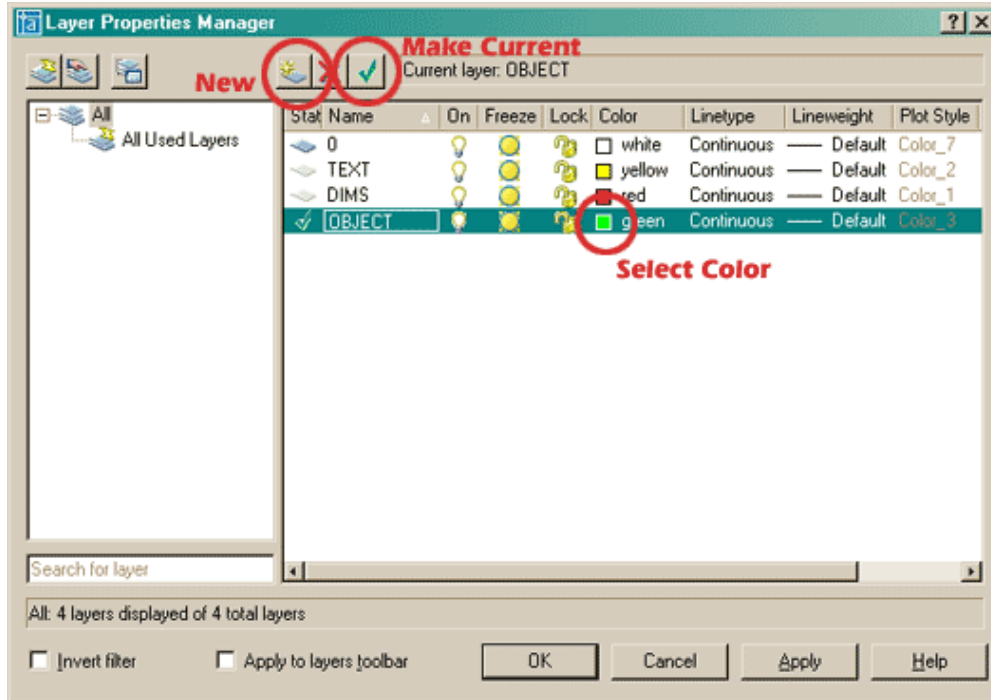 Layer Properties Manager
Make Current
New
Current layer: OBJECT
All
All Used Layers
Stat Name On Freeze Lock Color Linetype Lineweight Plot Style
0 white Continuous Default Color_7
TEXT yellow Continuous Default Color_2
DIMS red Continuous Default Color_1
OBJECT green Continuous Default Color_3
Select Color
Search for layer
All: 4 layers displayed of 4 total layers
Invert filter
Apply to layers toolbar
OK
Cancel
Apply
Help